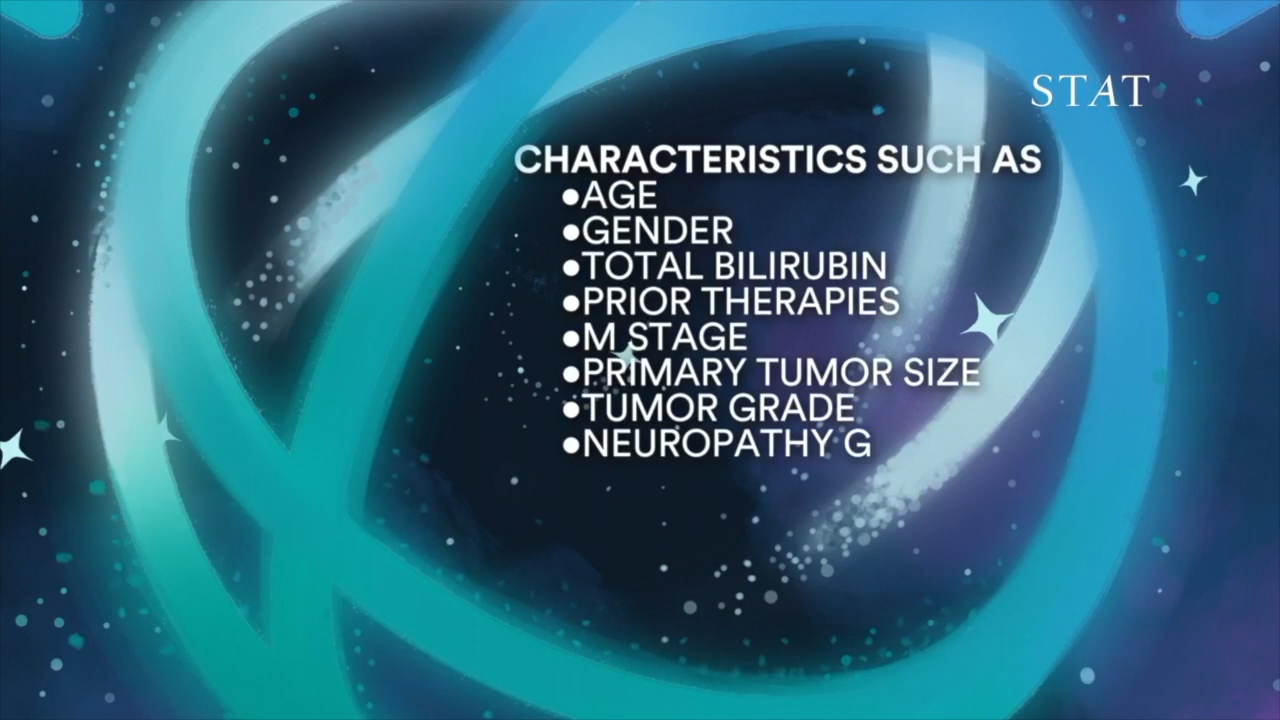 STAT
CHARACTERISTICS SUCH AS
●AGE
●GENDER
●TOTAL BILIRUBIN
●PRIOR THERAPIES
●M STAGE
●PRIMARY TUMOR SIZE
●TUMOR GRADE
●NEUROPATHY G